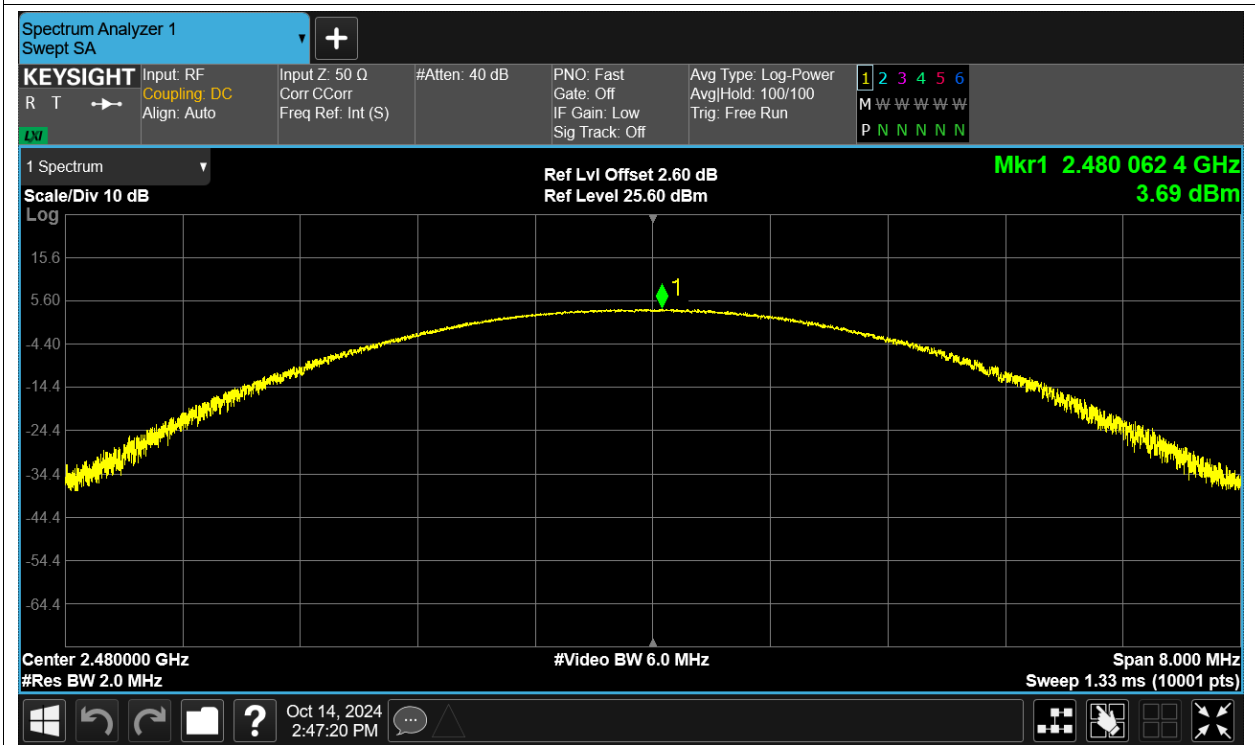 Spectrum Analyzer 1
Swept SA
KEYSIGHT Input: RF Input Z: 50 Ω #Atten: 40 dB PNO: Fast Avg Type: Log-Power 1 2 3 4 5 6
R T Coupling: DC Corr CCorr Gate: Off Avg|Hold: 100/100 M W W W W W W
Align: Auto Freq Ref: Int (S) IF Gain: Low Trig: Free Run
LXI Sig Track: Off P N N N N N N
1 Spectrum Ref Lvl Offset 2.60 dB Mkr1 2.480 062 4 GHz
Scale/Div 10 dB Ref Level 25.60 dBm 3.69 dBm
Log
15.6
1
5.60
-4.40
-14.4
-24.4
-34.4
-44.4
-54.4
-64.4
Center 2.480000 GHz #Video BW 6.0 MHz Span 8.000 MHz
#Res BW 2.0 MHz Sweep 1.33 ms (10001 pts)
? Oct 14, 2024
2:47:20 PM